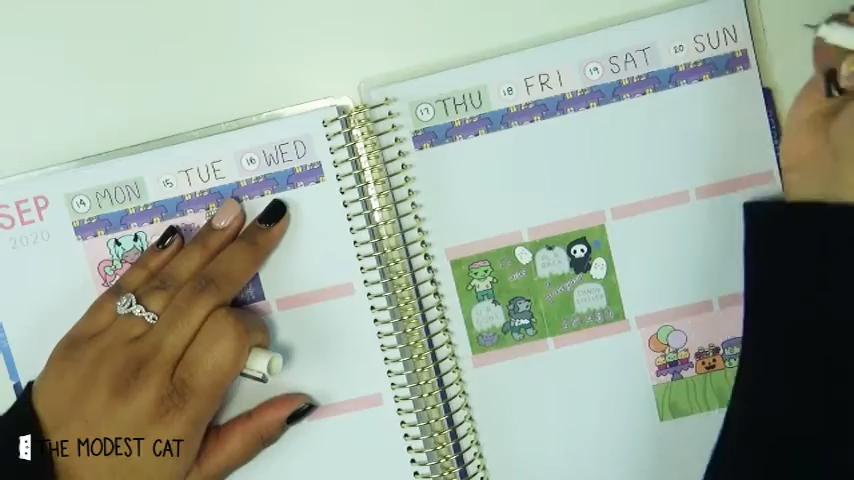 SEP
2020
14 MON
15 TUE
16 WED
17 THU
18 FRI
19 SAT
20 SUN
THE MODEST CAT